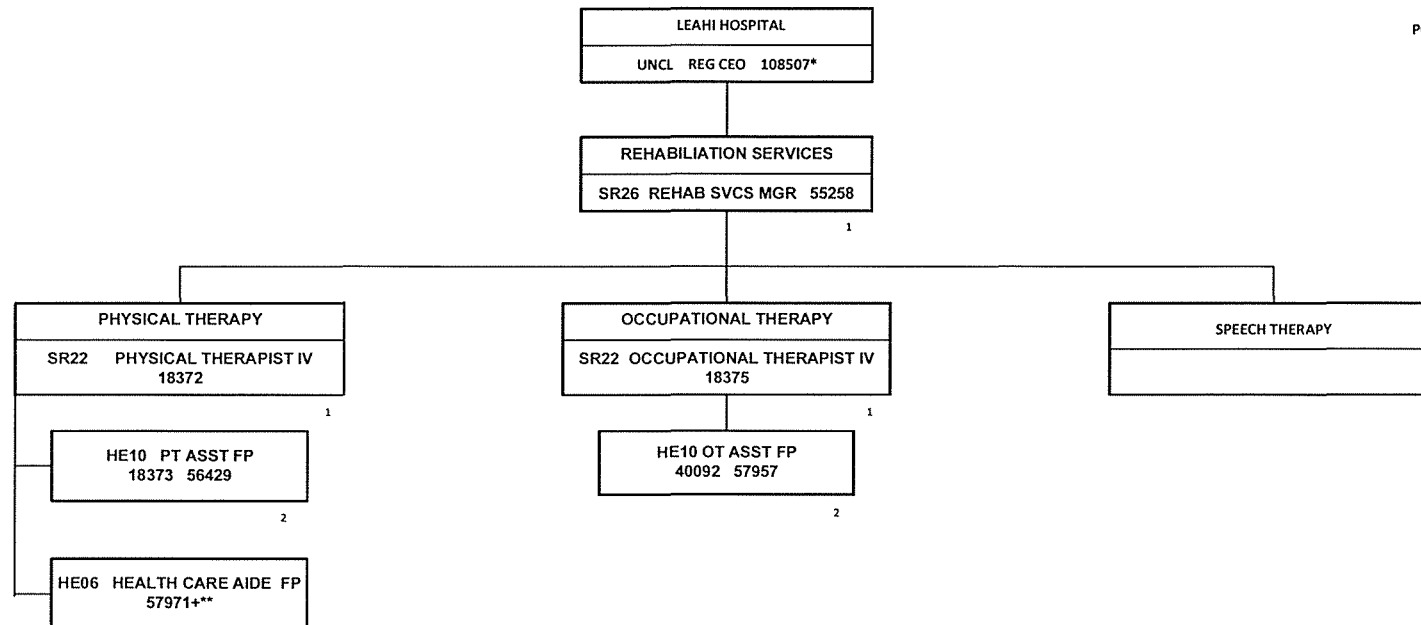 LEAHI HOSPITAL
UNCL REG CEO 108507*
REHABILIATION SERVICES
SR26 REHAB SVCS MGR 55258
1
PHYSICAL THERAPY
SR22 PHYSICAL THERAPIST IV
18372
1
HE10 PT ASST FP
18373 56429
2
HE06 HEALTH CARE AIDE FP
57971+**
OCCUPATIONAL THERAPY
SR22 OCCUPATIONAL THERAPIST IV
18375
1
HE10 OT ASST FP
40092 57957
2
SPEECH THERAPY